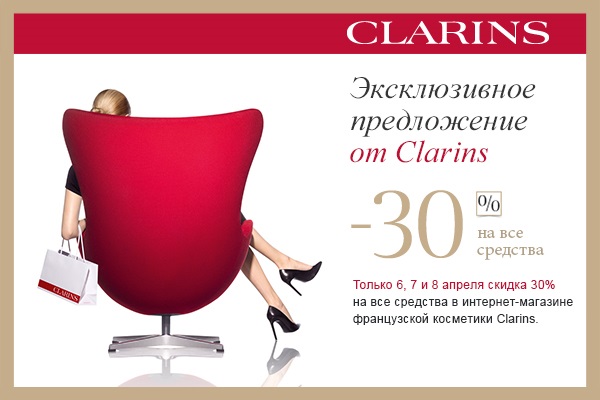 CLARINS
Эксклюзивное
предложение
от Clarins
-30 %
на все
средства
CLARINS
Только 6, 7 и 8 апреля скидка 30%
на все средства в интернет-магазине
французской косметики Clarins.